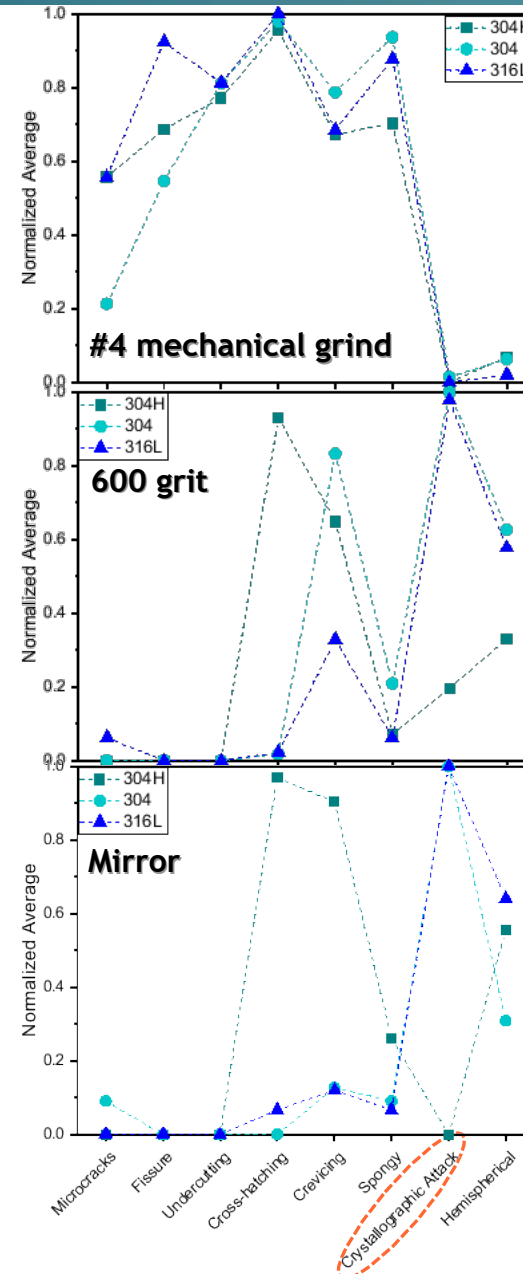 1.0
0.8
0.6
0.4
0.2
0.0
Normalized Average
304H
304
316L
#4 mechanical grind
1.0
0.8
0.6
0.4
0.2
0.0
Normalized Average
304H
304
316L
600 grit
1.0
0.8
0.6
0.4
0.2
0.0
Normalized Average
304H
304
316L
Mirror
Microcracks
Fissure
Undercutting
Cross-hatching
Crevicing
Spongy
Crystallographic Attack
Hemispherical